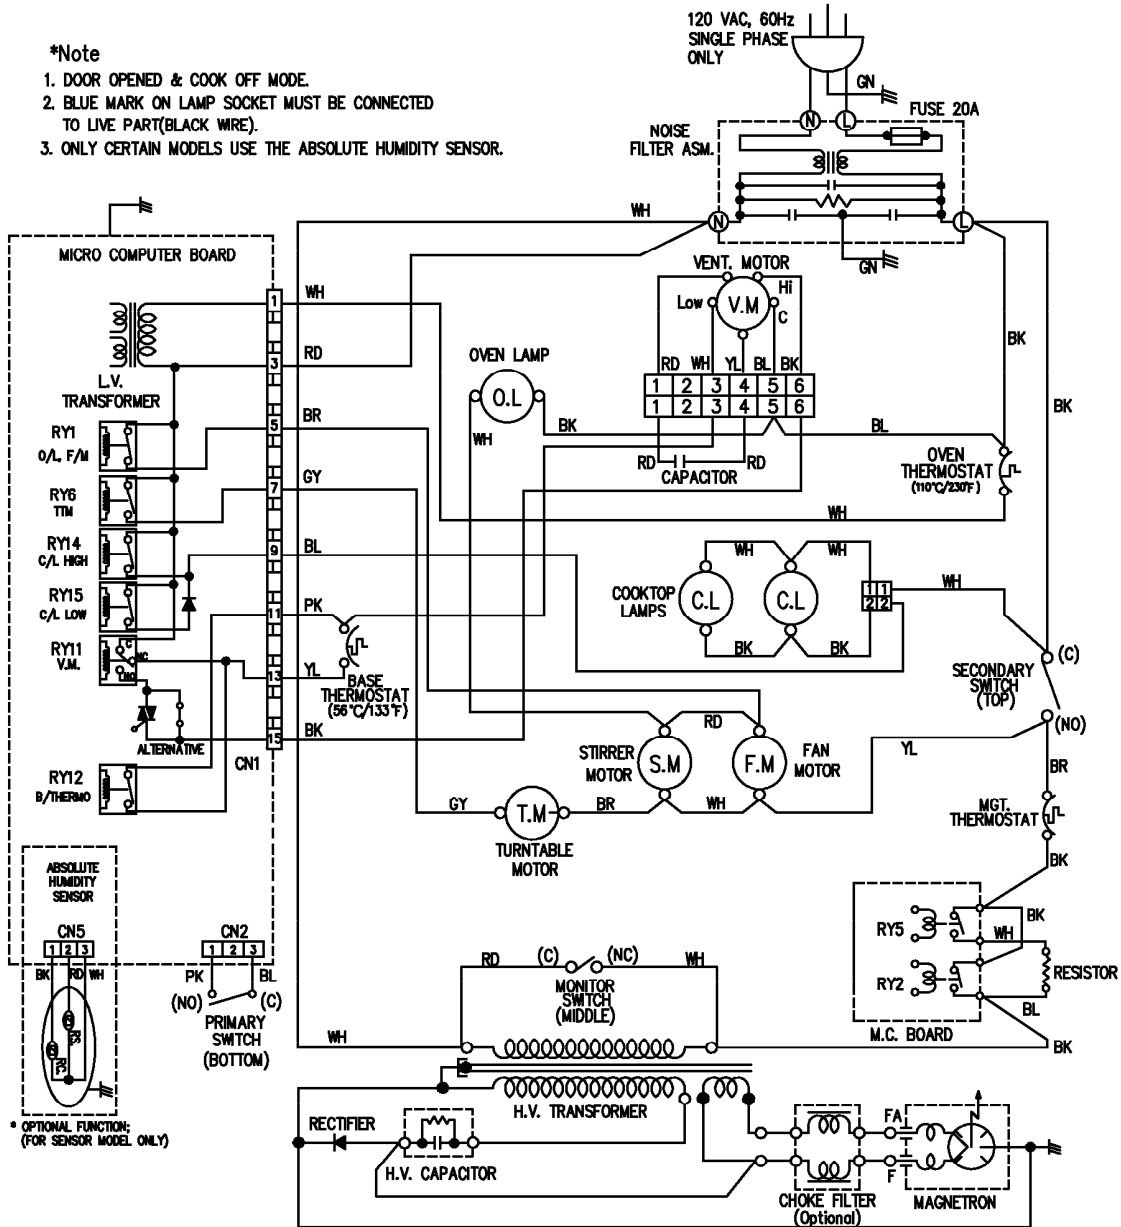 120 VAC, 60Hz
SINGLE PHASE
ONLY
*Note
1. DOOR OPENED & COOK OFF MODE.
2. BLUE MARK ON LAMP SOCKET MUST BE CONNECTED
TO LIVE PART(BLACK WIRE).
3. ONLY CERTAIN MODELS USE THE ABSOLUTE HUMIDITY SENSOR.
GN
FUSE 20A
N
L
NOISE
FILTER ASM.
WH
N
L
GN
MICRO COMPUTER BOARD
VENT. MOTOR
Hi
Low
V.M
C
1
WH
3
RD
BK
OVEN LAMP
O.L
RD
WH
YL
BL
BK
1 2 3 4 5 6
1 2 3 4 5 6
L.V.
TRANSFORMER
BK
RY1
O/L, F/M
5
BR
WH
BK
BL
RD
RD
CAPACITOR
OVEN
THERMOSTAT
(110°C/230°F)
RY6
TTM
7
GY
WH
RY14
C/L HIGH
9
BL
WH
WH
COOKTOP
LAMPS
C.L
C.L
1 1
2 2
WH
RY15
C/L LOW
11
PK
BK
BK
RY11
V.M.
C
NC
NO
13
YL
BASE
THERMOSTAT
(56°C/133°F)
(C)
SECONDARY
SWITCH
(TOP)
(NO)
ALTERNATIVE
15
BK
CN1
RD
STIRRER
MOTOR
S.M
F.M
FAN
MOTOR
YL
BR
RY12
B/THERMO
GY
T.M
BR
WH
TURNTABLE
MOTOR
MGT.
THERMOSTAT
BK
ABSOLUTE
HUMIDITY
SENSOR
CN5
1 2 3
BK
RD
WH
CN2
1 2 3
PK
BL
(NO)
(C)
PRIMARY
SWITCH
(BOTTOM)
RS.
RC.
RD
(C)
(NC)
WH
MONITOR
SWITCH
(MIDDLE)
RY5
BK
WH
RY2
RESISTOR
BL
M.C. BOARD
BK
WH
H.V. TRANSFORMER
* OPTIONAL FUNCTION;
(FOR SENSOR MODEL ONLY)
RECTIFIER
H.V. CAPACITOR
FA
F
CHOKE FILTER
(Optional)
MAGNETRON